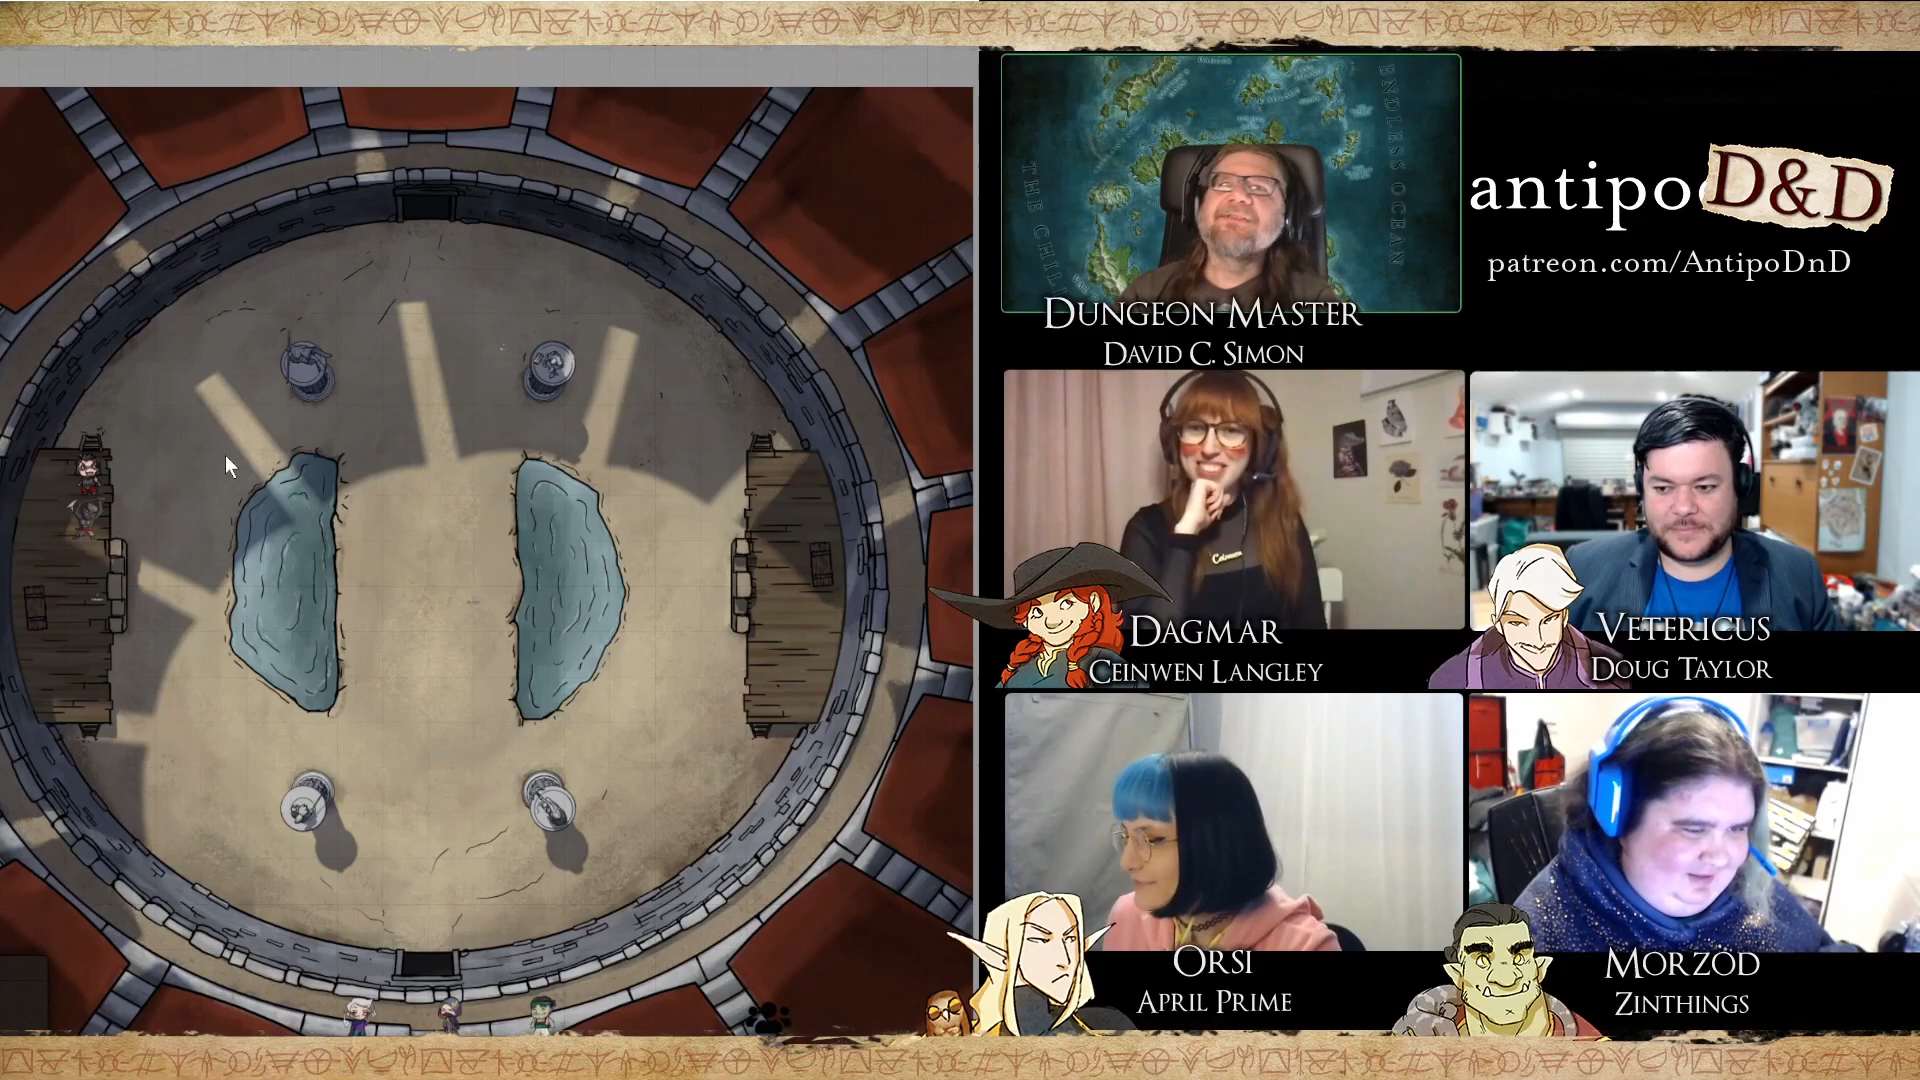 ENDLESS OCEAN
THE CHILL
antipoD&D
patreon.com/AntipoDnD
DUNGEON MASTER
DAVID C. SIMON
Ceinwen
DAGMAR
CEINWEN LANGLEY
VETERICUS
DOUG TAYLOR
ORSI
APRIL PRIME
MORZÖD
ZINTHINGS